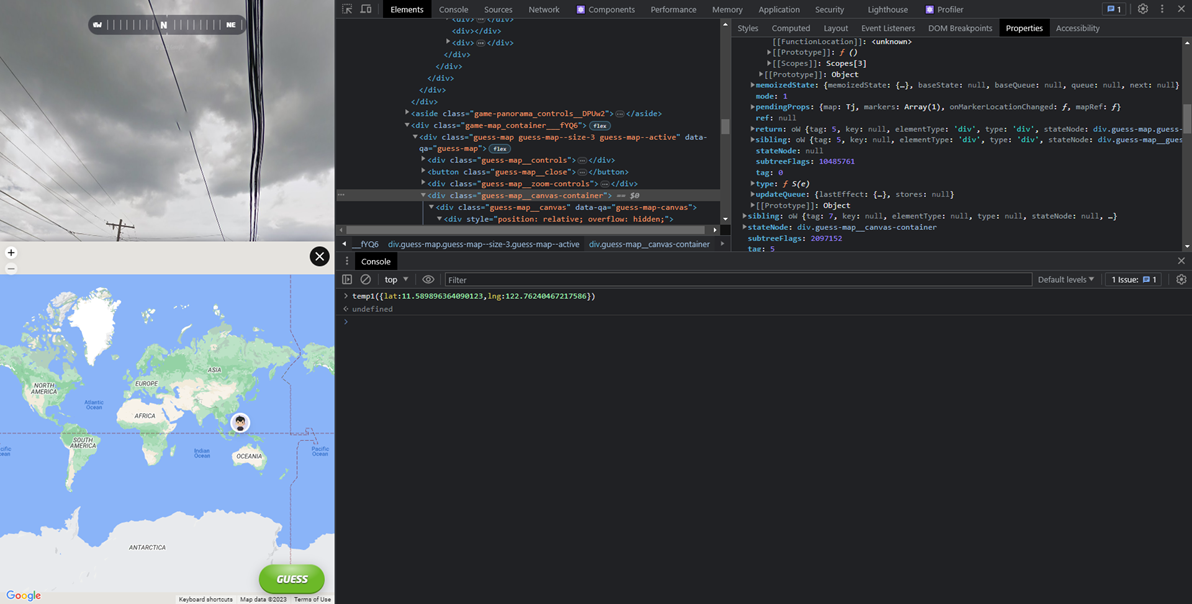 W N NE
Elements Console Sources Network Components Performance Memory Application Security Lighthouse Profiler 1
Styles Computed Layout Event Listeners DOM Breakpoints Properties Accessibility
<div></div>
<div> … </div>
</div>
</div>
</div>
</div>
</div>
<aside class="game-panorama_controls__DPUw2"> … </aside>
<div class="game-map_container___fYQ6"> flex
<div class="guess-map guess-map--size-3 guess-map--active" data-
qa="guess-map"> flex
<div class="guess-map__controls"> … </div>
<button class="guess-map__close"> … </button>
<div class="guess-map__zoom-controls"> … </div>
… <div class="guess-map__canvas-container"> == $0
<div class="guess-map__canvas" data-qa="guess-map-canvas">
<div style="position: relative; overflow: hidden;">
__fYQ6 div.guess-map.guess-map--size-3.guess-map--active div.guess-map__canvas-container
[[FunctionLocation]]: <unknown>
[[Prototype]]: ƒ ()
[[Scopes]]: Scopes[3]
[[Prototype]]: Object
memoizedState: {memoizedState: {…}, baseState: null, baseQueue: null, queue: null, next: null}
mode: 1
pendingProps: {map: Tj, markers: Array(1), onMarkerLocationChanged: ƒ, mapRef: ƒ}
ref: null
return: oW {tag: 5, key: null, elementType: 'div', type: 'div', stateNode: div.guess-map.guess-
sibling: oW {tag: 5, key: null, elementType: 'div', type: 'div', stateNode: div.guess-map__gues
stateNode: null
subtreeFlags: 10485761
tag: 0
type: ƒ S(e)
updateQueue: {lastEffect: {…}, stores: null}
[[Prototype]]: Object
sibling: oW {tag: 7, key: null, elementType: null, type: null, stateNode: null, …}
stateNode: div.guess-map__canvas-container
subtreeFlags: 2097152
tag: 5
Console
top Filter Default levels 1 Issue: 1
temp1({lat:11.589896364090123,lng:122.76240467217586})
undefined
+
−
NORTH
AMERICA
EUROPE
ASIA
Atlantic
Ocean
AFRICA
SOUTH
AMERICA
Indian
Ocean
OCEANIA
Pacific
Ocean
ANTARCTICA
GUESS
Google
Keyboard shortcuts Map data ©2023 Terms of Use